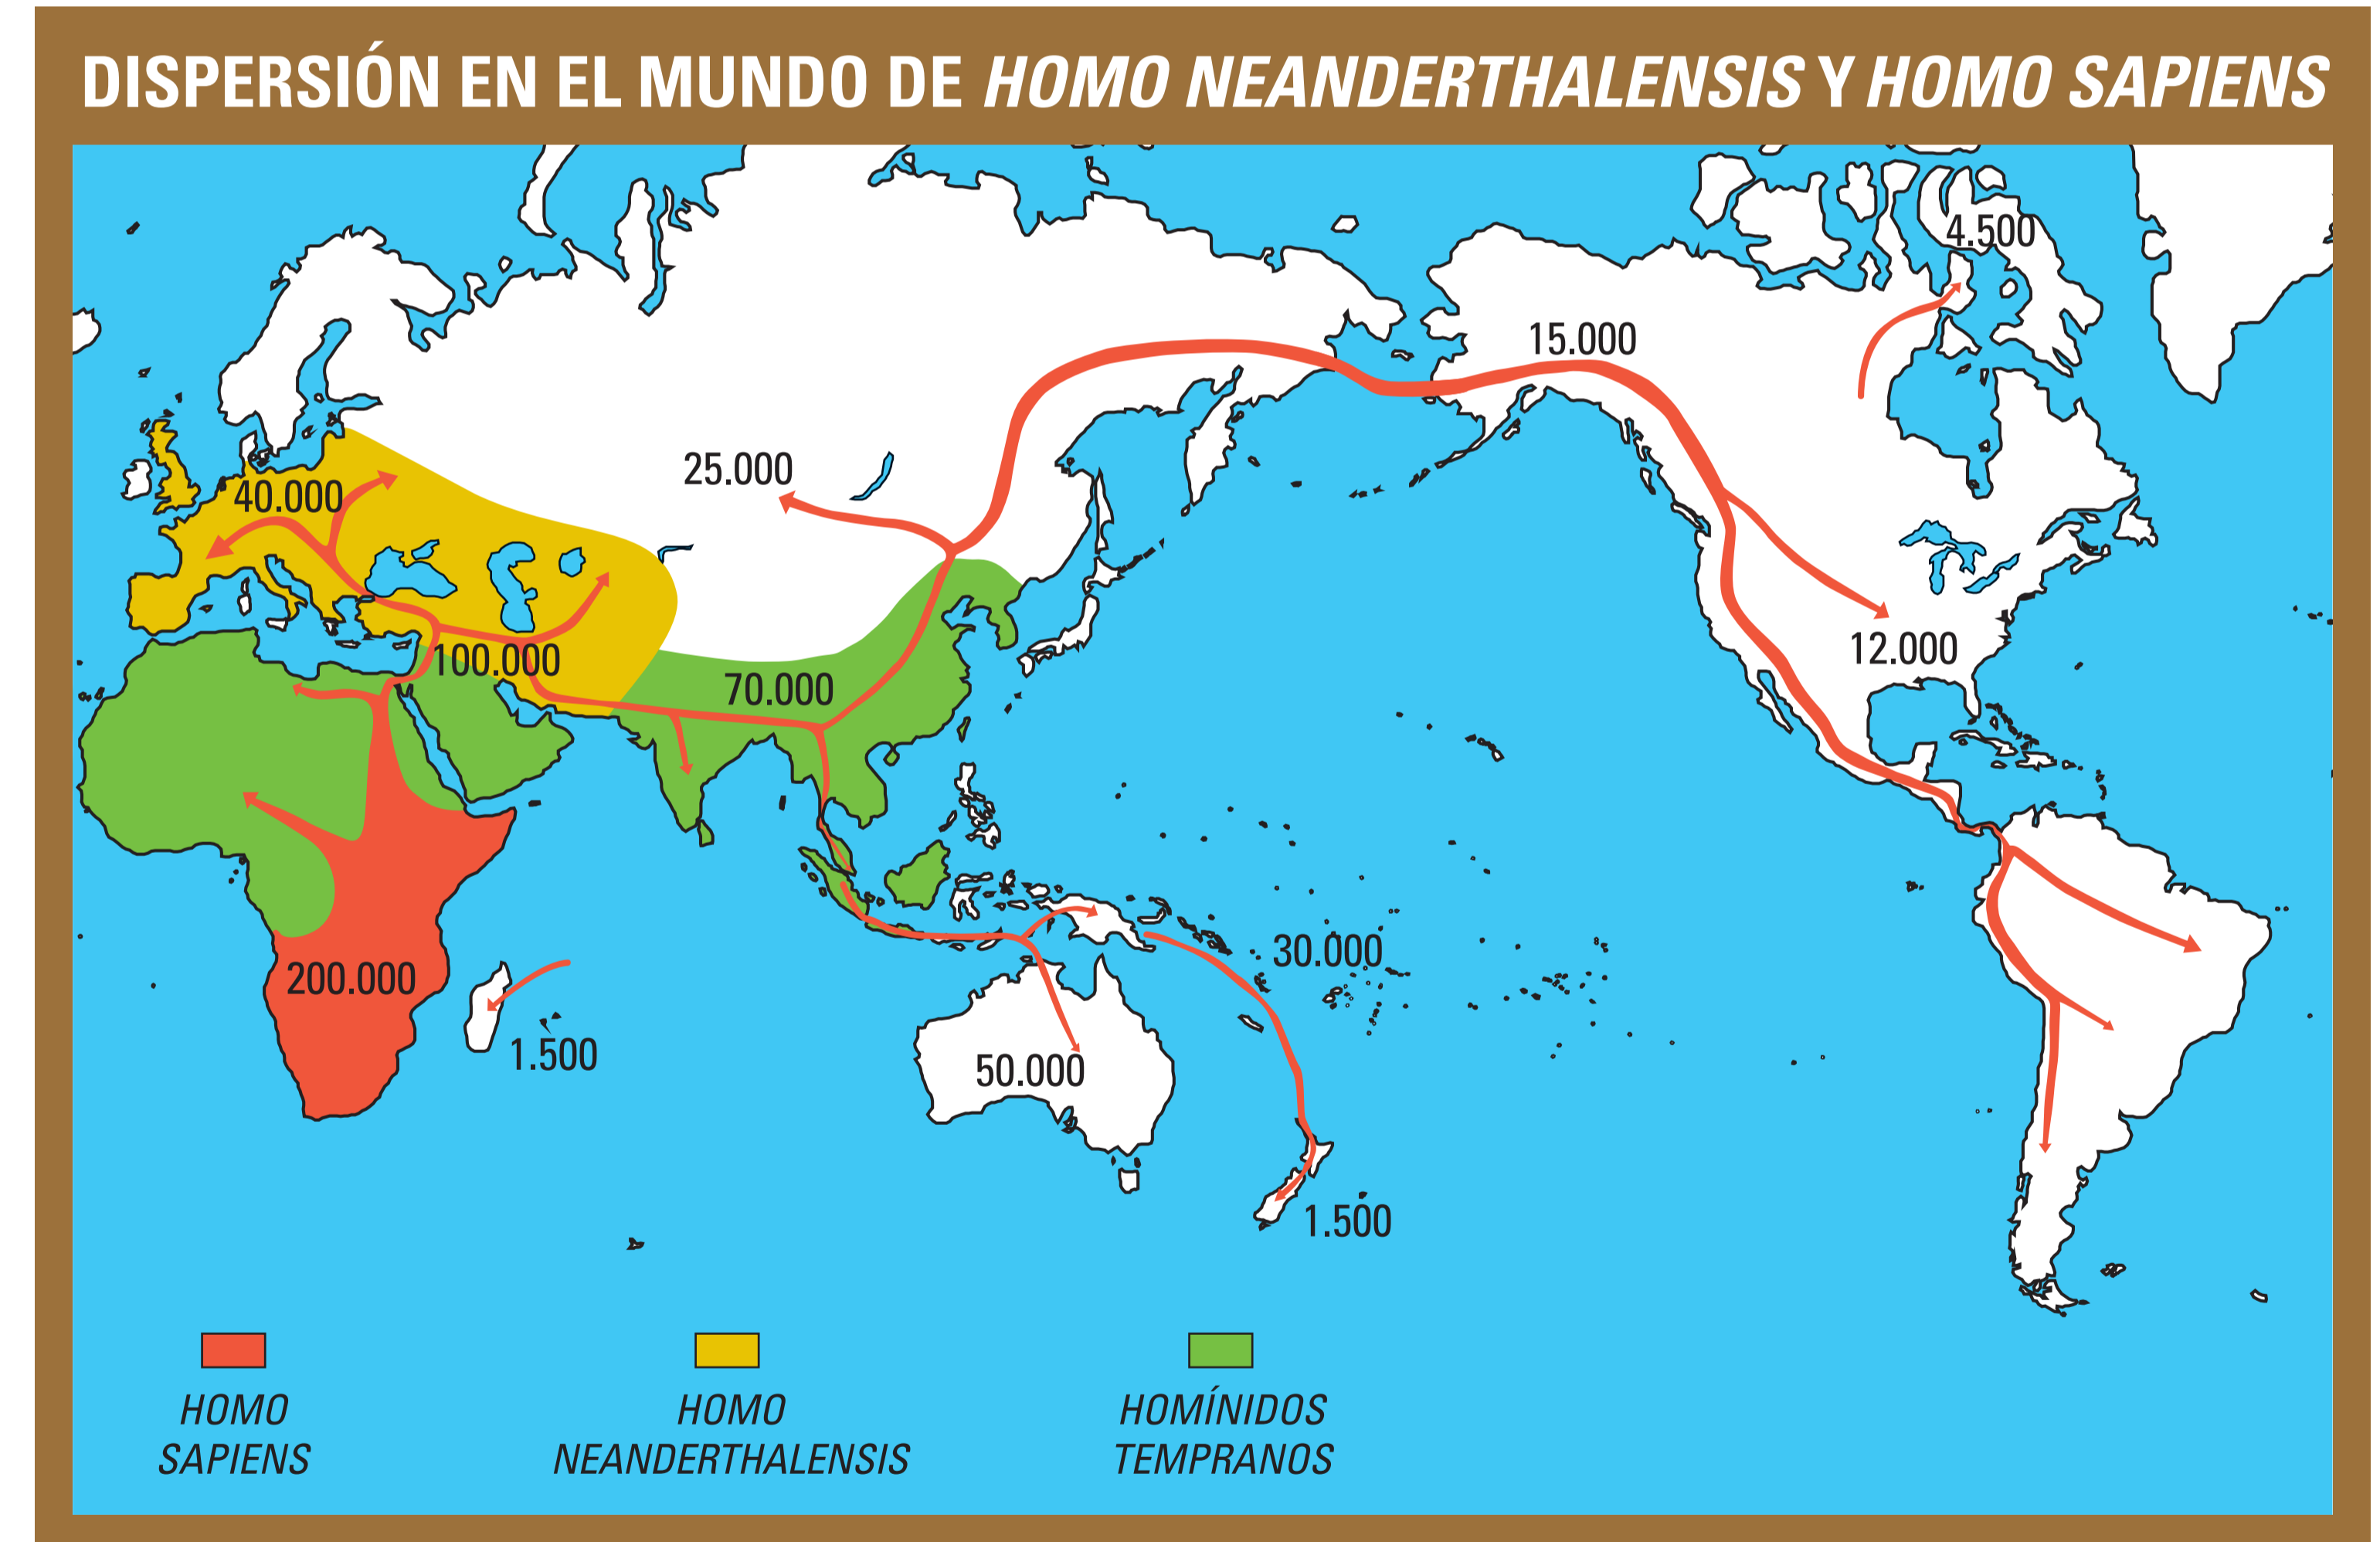 DISPERSIÓN EN EL MUNDO DE HOMO NEANDERTHALENSIS Y HOMO SAPIENS
4.500
15.000
25.000
40.000
12.000
100.000
70.000
30.000
200.000
1.500
50.000
1.500
HOMO
SAPIENS
HOMO
NEANDERTHALENSIS
HOMÍNIDOS
TEMPRANOS